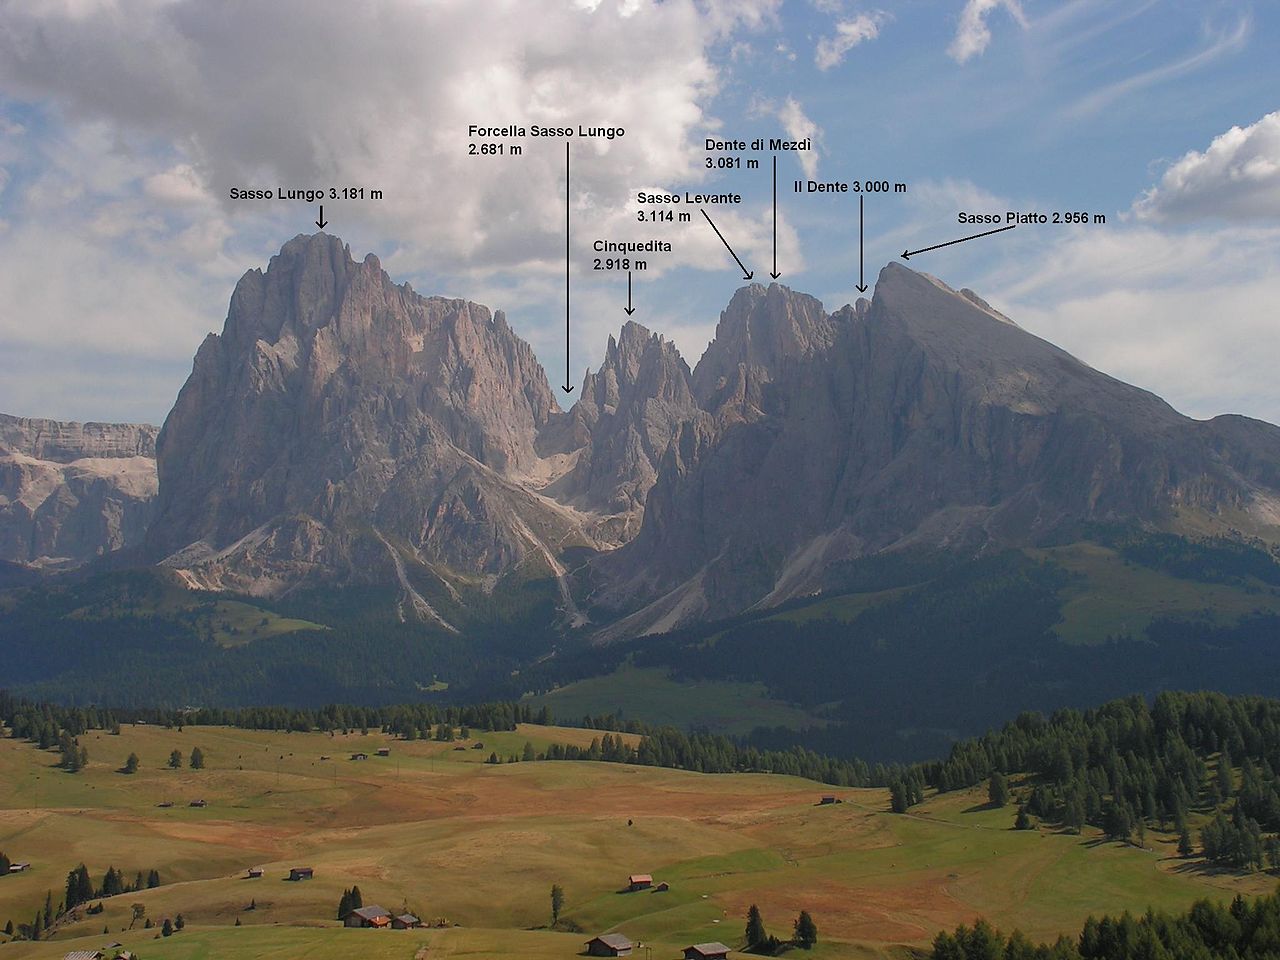 Sasso Lungo 3.181 m
Forcella Sasso Lungo
2.681 m
Cinquedita
2.918 m
Sasso Levante
3.114 m
Dente di Mezdì
3.081 m
Il Dente 3.000 m
Sasso Piatto 2.956 m